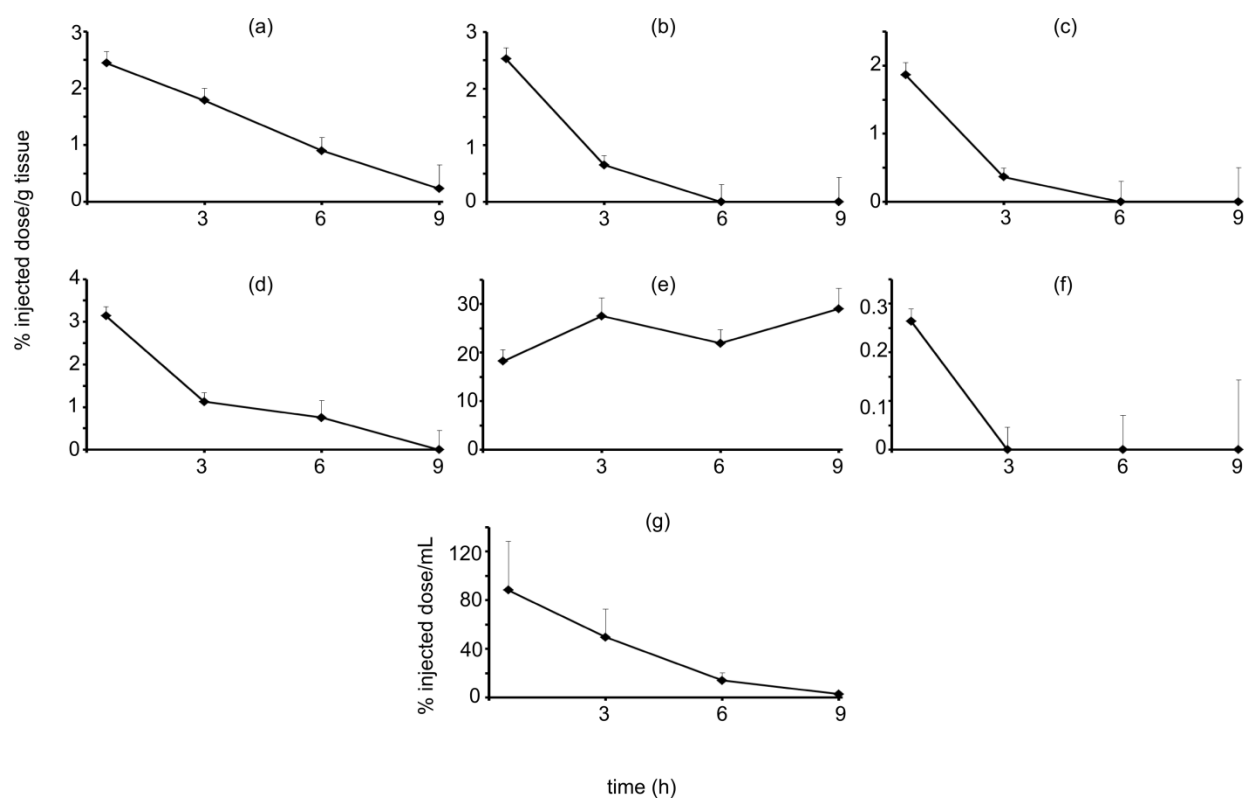 (a) (b) (c)
3 3 2
2 2 1
1 1 0
0 0
3 6 9 3 6 9 3 6 9
% injected dose/g tissue
(d) (e) (f)
4 30 0.3
3 20 0.2
2 10 0.1
1 0 0
0
3 6 9 3 6 9 3 6 9
(g)
% injected dose/mL
120
80
40
0
3 6 9
time (h)